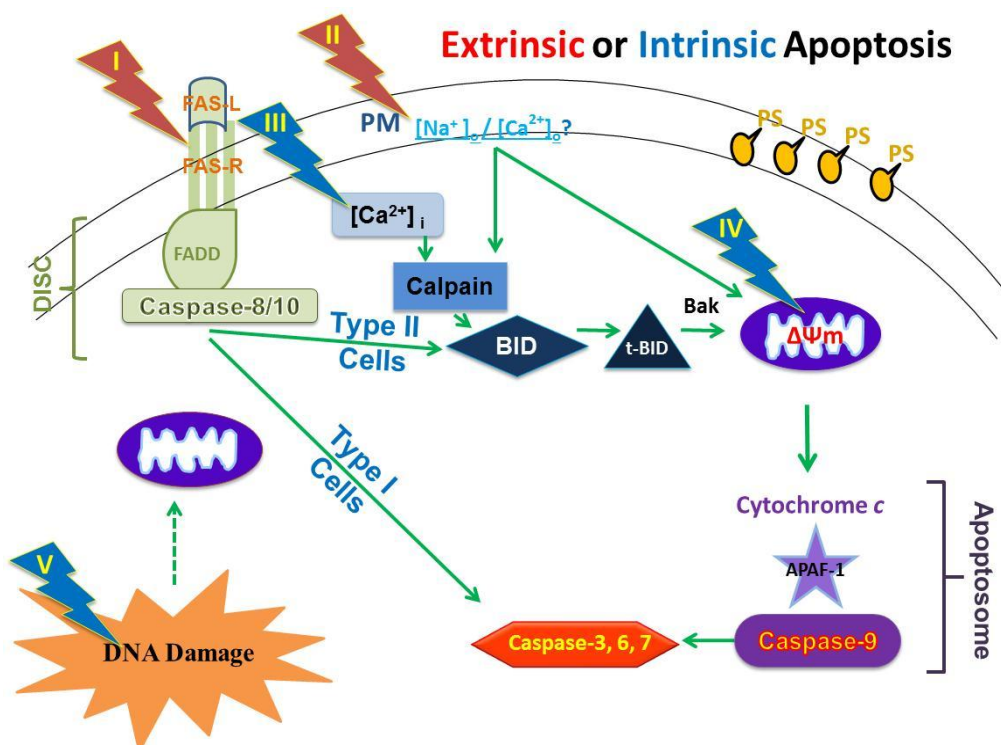 Extrinsic or Intrinsic Apoptosis
I
II
FAS-L
III
PM [Na⁺]o / [Ca²⁺]o?
PS
PS
PS
PS
FAS-R
[Ca²⁺] i
IV
DISC
FADD
Calpain
Caspase-8/10
Type II
Cells
BID
t-BID
Bak
ΔΨm
Type I
Cells
Cytochrome c
APAF-1
Apoptosome
V
DNA Damage
Caspase-3, 6, 7
Caspase-9